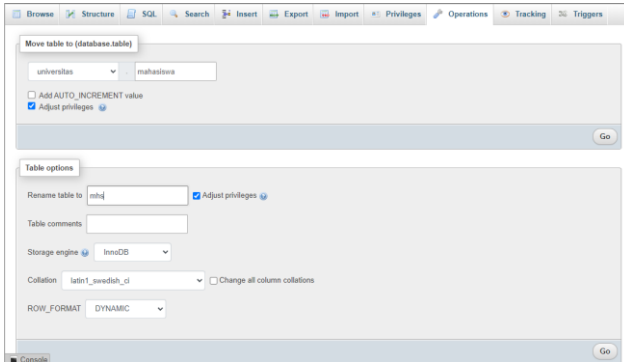 Browse Structure SQL Search Insert Export Import Privileges Operations Tracking Triggers
Move table to (database.table)
universitas . mahasiswa
Add AUTO_INCREMENT value
Adjust privileges
Go
Table options
Rename table to mhs Adjust privileges
Table comments
Storage engine InnoDB
Collation latin1_swedish_ci Change all column collations
ROW_FORMAT DYNAMIC
Go
Console